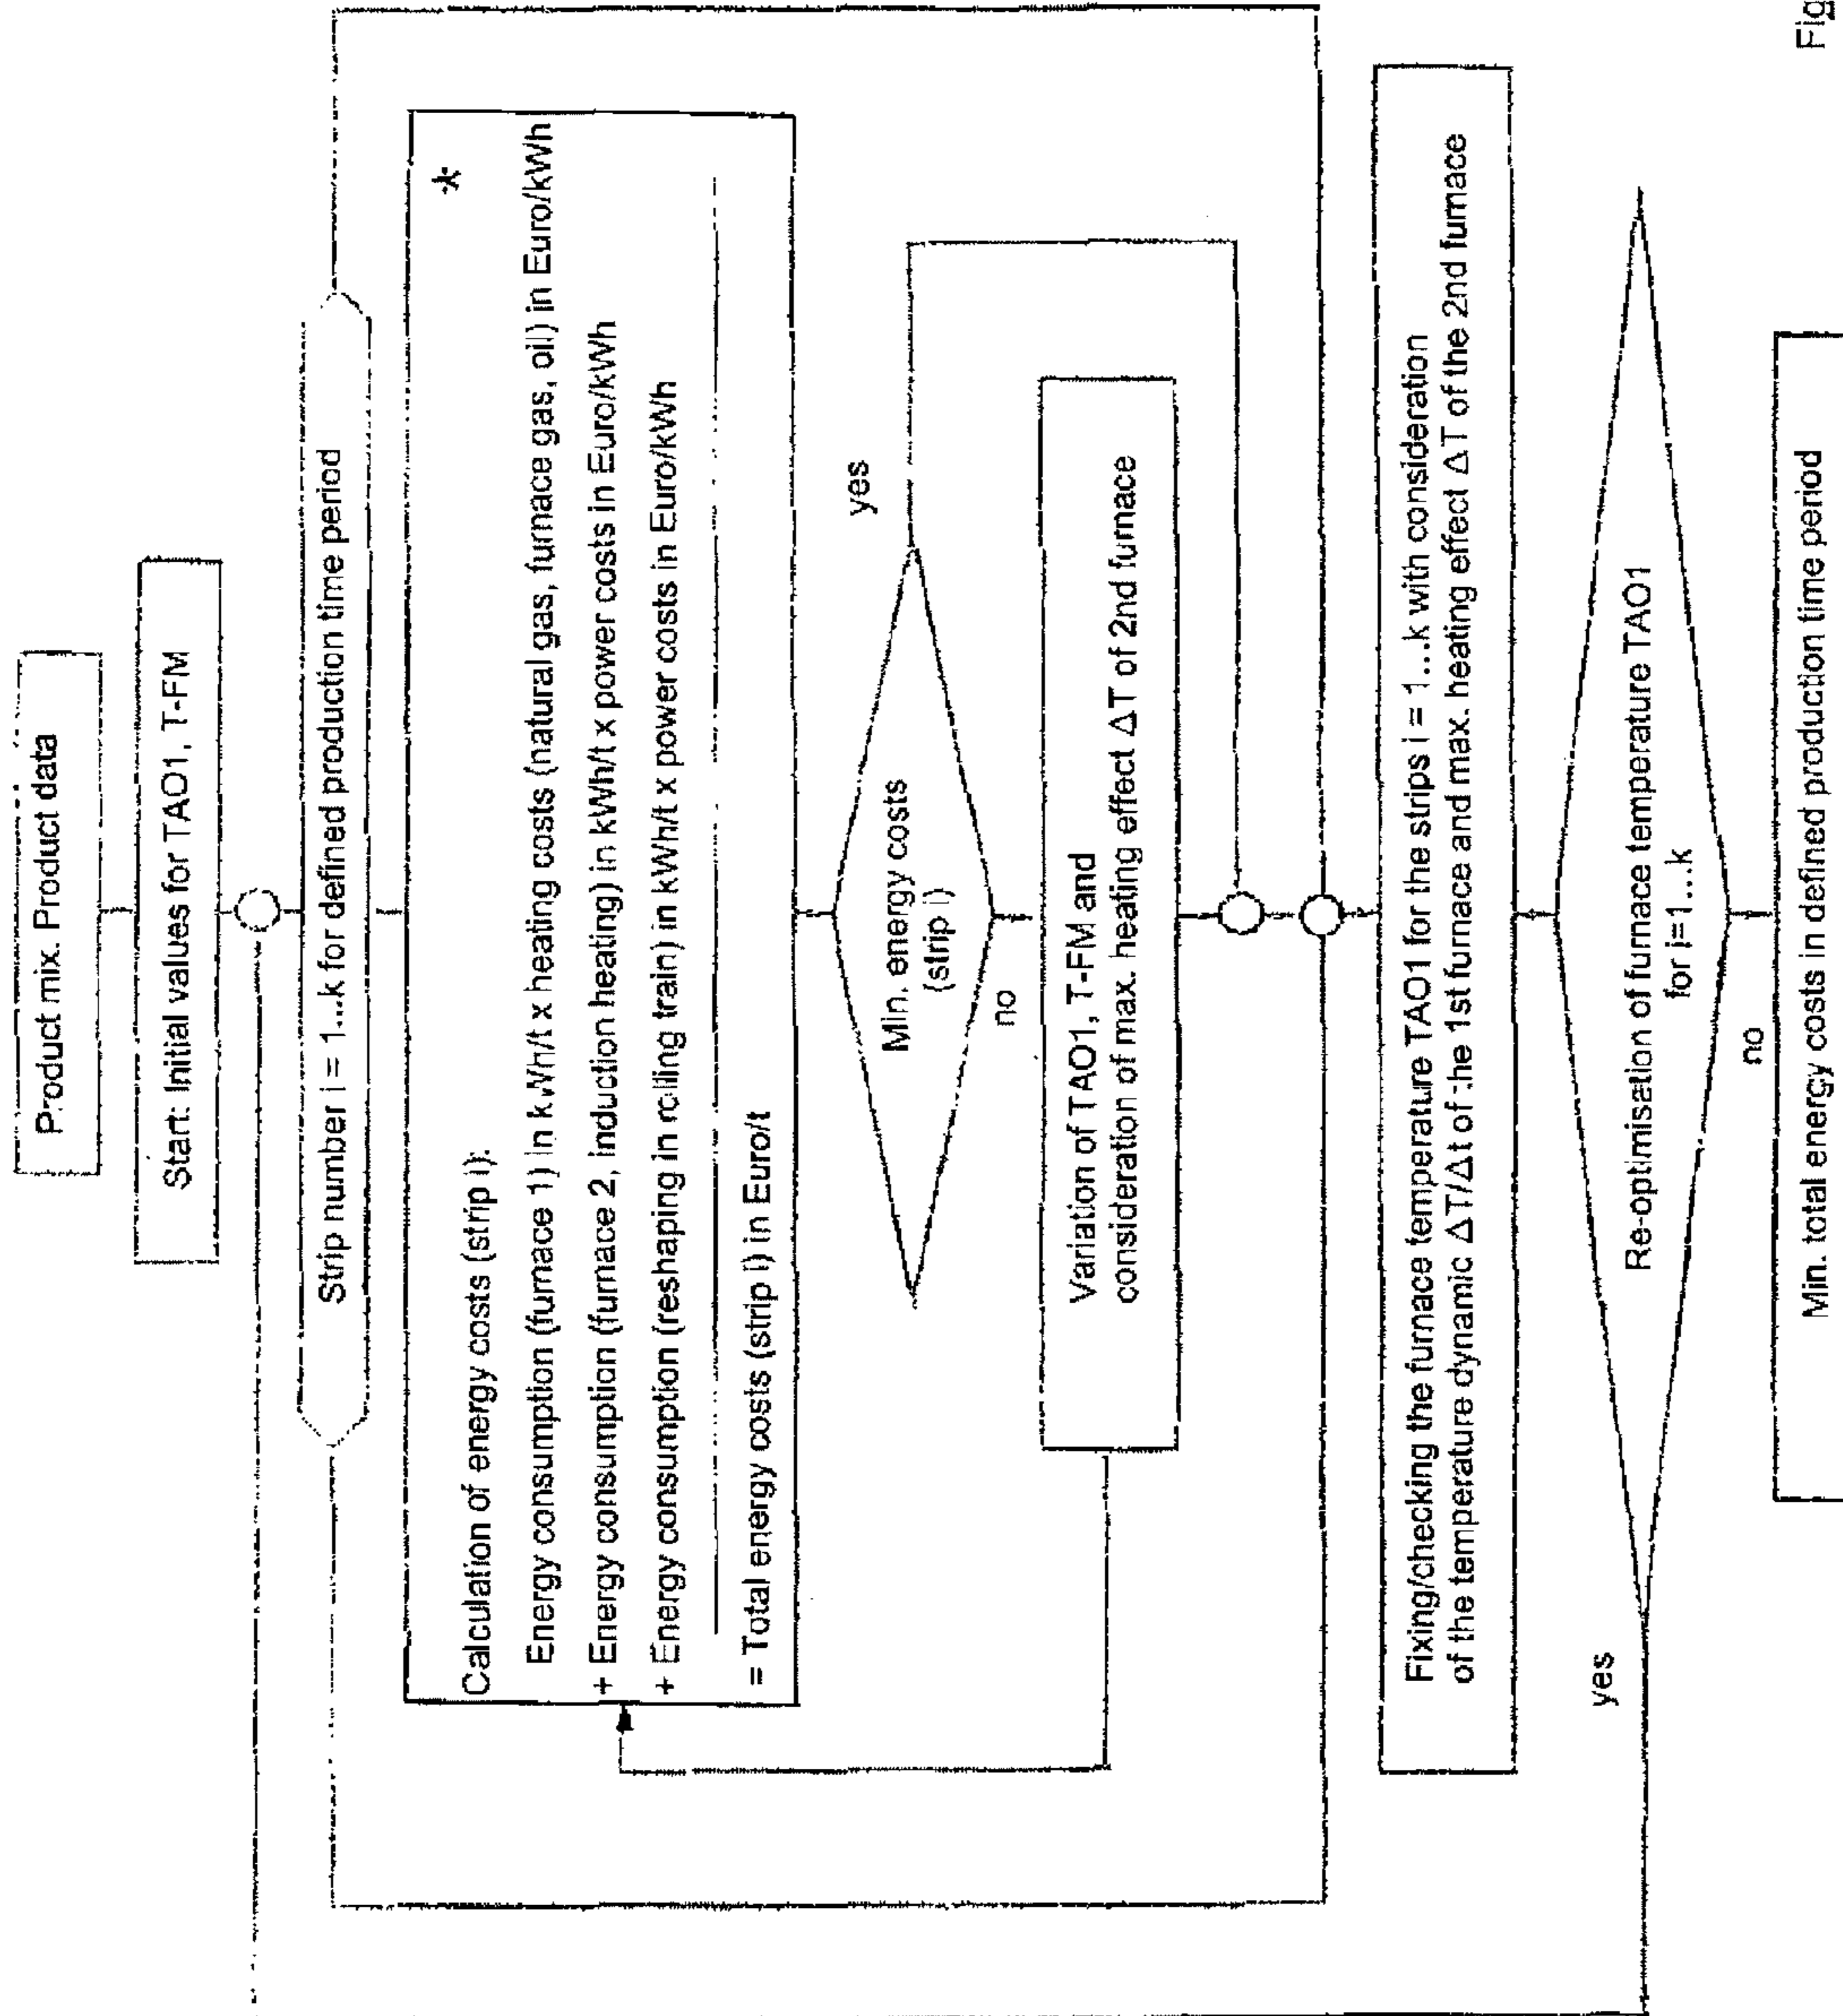 Product mix. Product data
Start: Initial values for TAO1, T-FM
Strip number i = 1...k for defined production time period
*
Calculation of energy costs (strip i):
Energy consumption (furnace 1) in kWh/t x heating costs (natural gas, furnace gas, oil) in Euro/kWh
+ Energy consumption (furnace 2, induction heating) in kWh/t x power costs in Euro/kWh
+ Energy consumption (reshaping in rolling train) in kWh/t x power costs in Euro/kWh
= Total energy costs (strip i) in Euro/t
Min. energy costs
(strip i)
yes
no
Variation of TAO1, T-FM and
consideration of max. heating effect ΔT of 2nd furnace
Fixing/checking the furnace temperature TAO1 for the strips i = 1...k with consideration
of the temperature dynamic ΔT/Δt of the 1st furnace and max. heating effect ΔT of the 2nd furnace
yes
Re-optimisation of furnace temperature TAO1
for i=1...k
no
Min. total energy costs in defined production time period
Fig